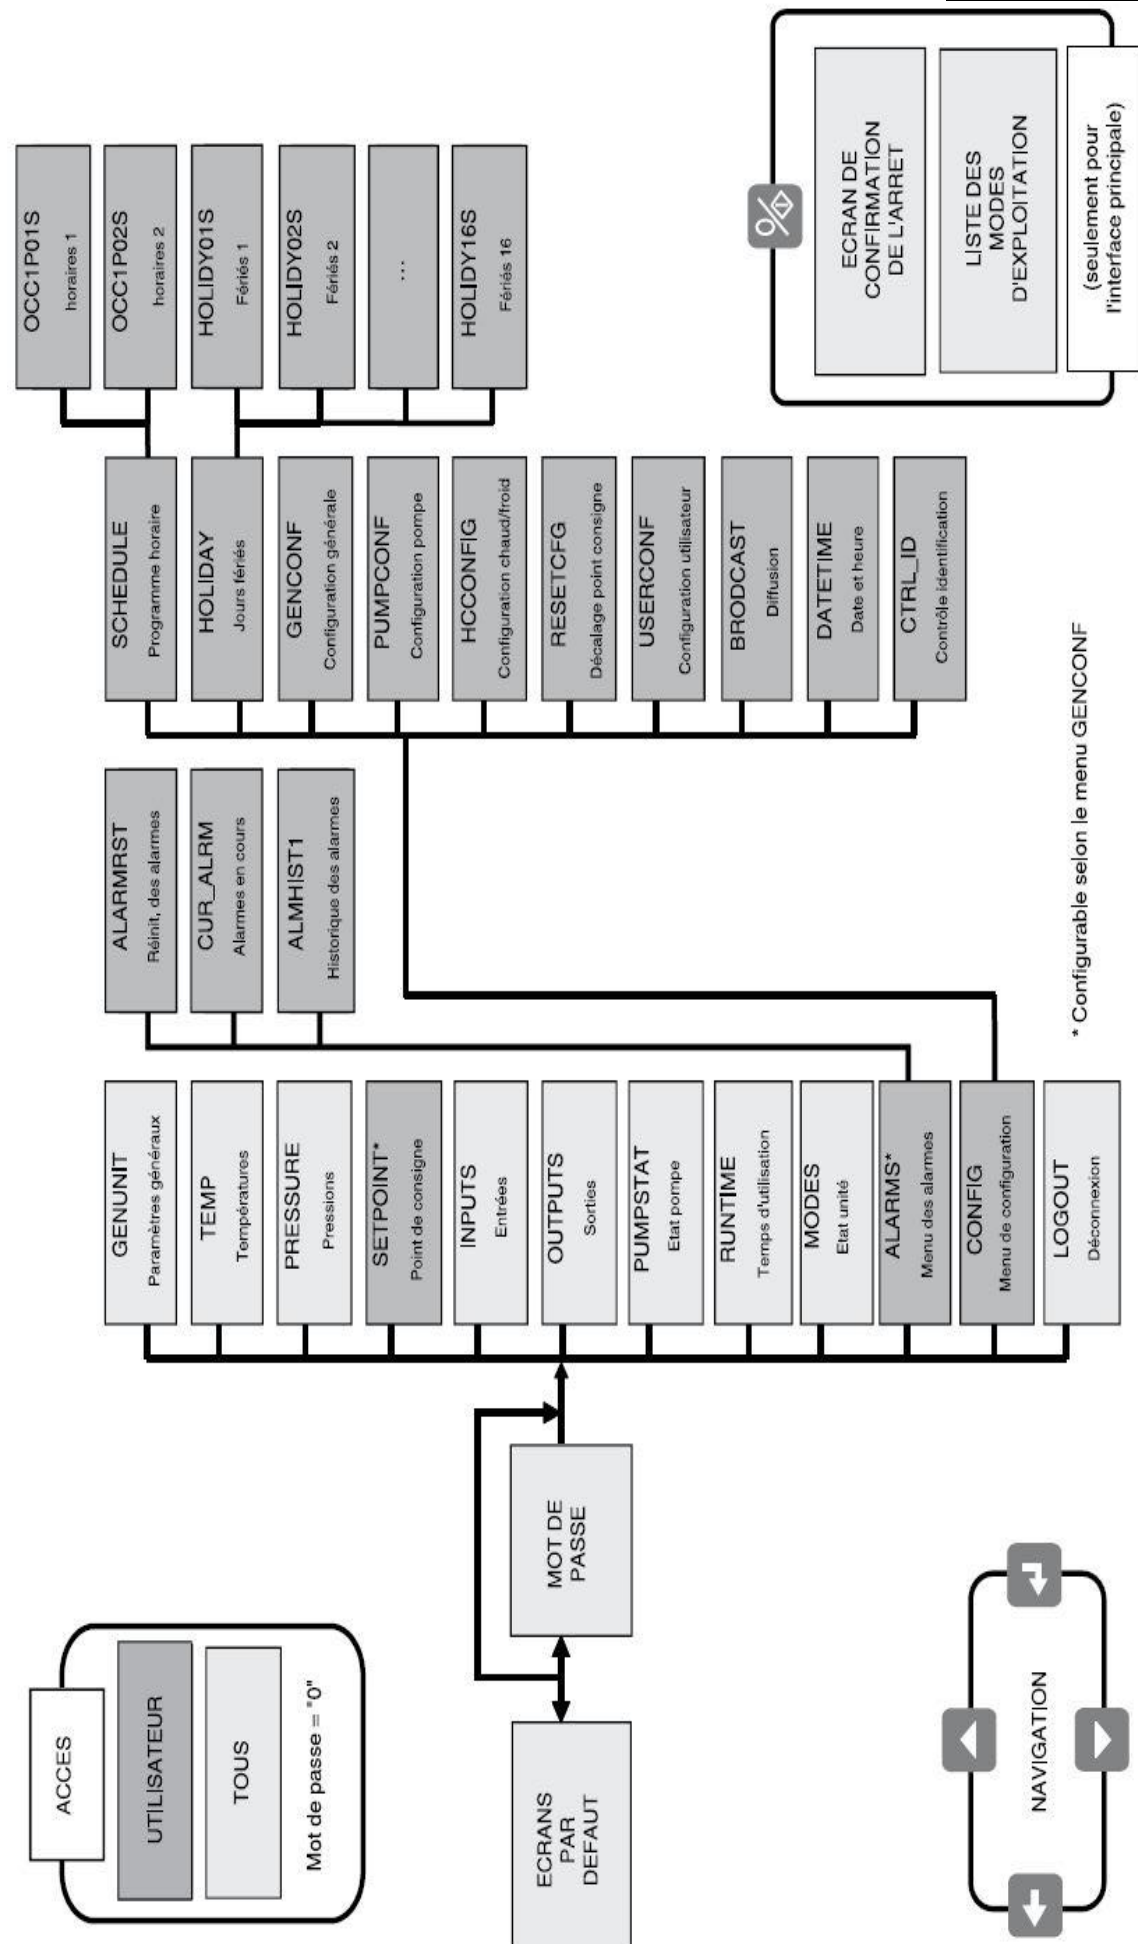 ACCES
UTILISATEUR
TOUS
Mot de passe = "0"
ECRANS
PAR
DEFAUT
MOT DE
PASSE
NAVIGATION
GENUNIT
Paramètres généraux
TEMP
Températures
PRESSURE
Pressions
SETPOINT*
Point de consigne
INPUTS
Entrées
OUTPUTS
Sorties
PUMPSTAT
Etat pompe
RUNTIME
Temps d'utilisation
MODES
Etat unité
ALARMS*
Menu des alarmes
CONFIG
Menu de configuration
LOGOUT
Déconnexion
ALARMRST
Réinit, des alarmes
CUR_ALRM
Alarmes en cours
ALMHIST1
Historique des alarmes
SCHEDULE
Programme horaire
HOLIDAY
Jours fériés
GENCONF
Configuration générale
PUMPCONF
Configuration pompe
HCCONFIG
Configuration chaud/froid
RESETCFG
Décalage point consigne
USERCONF
Configuration utilisateur
BRODCAST
Diffusion
DATETIME
Date et heure
CTRL_ID
Contrôle identification
OCC1P01S
horaires 1
OCC1P02S
horaires 2
HOLIDY01S
Fériés 1
HOLIDY02S
Fériés 2
...
HOLIDY16S
Fériés 16
* Configurable selon le menu GENCONF
ECRAN DE
CONFIRMATION
DE L'ARRET
LISTE DES
MODES
D'EXPLOITATION
(seulement pour
l'interface principale)